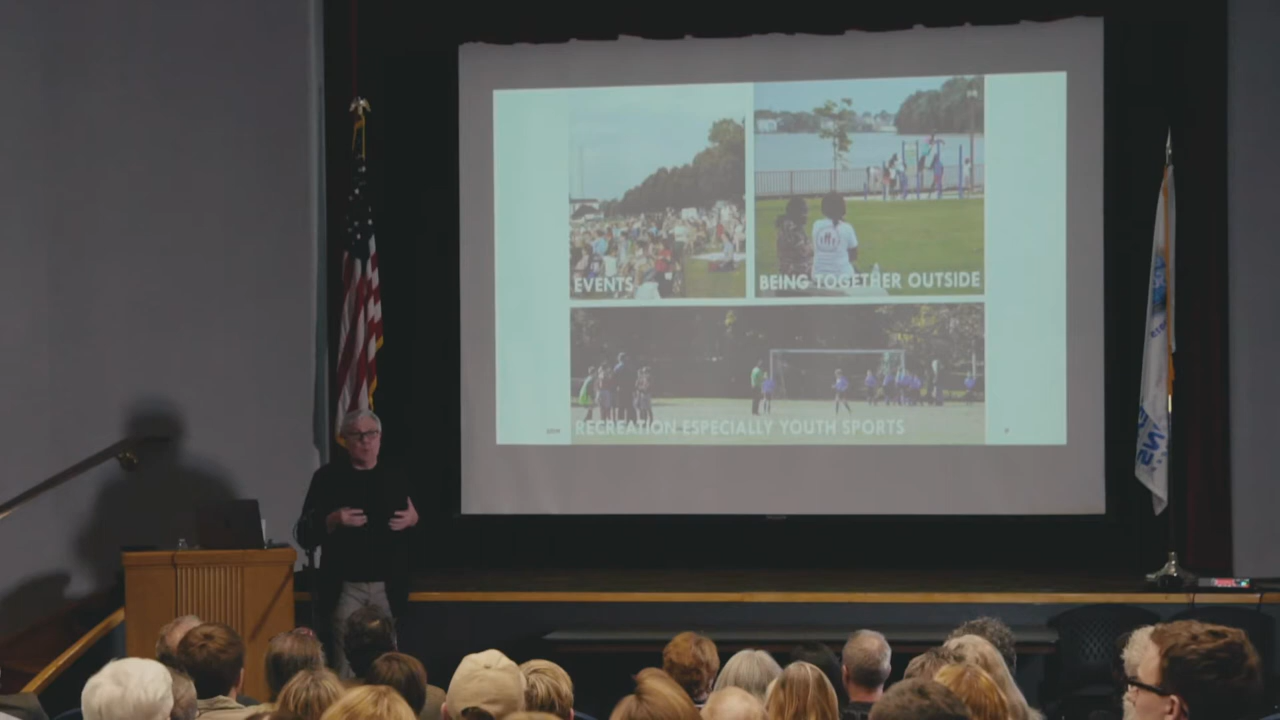 EVENTS
BEING TOGETHER OUTSIDE
RECREATION ESPECIALLY YOUTH SPORTS